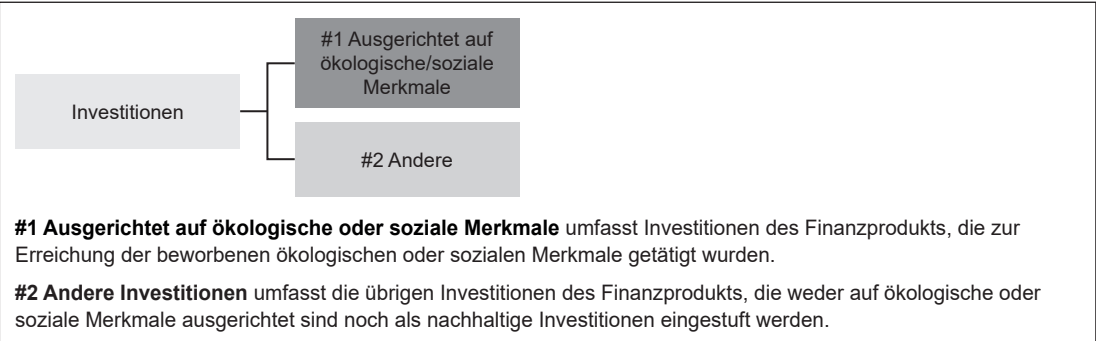 #1 Ausgerichtet auf
ökologische/soziale
Merkmale
Investitionen
#2 Andere
#1 Ausgerichtet auf ökologische oder soziale Merkmale umfasst Investitionen des Finanzprodukts, die zur
Erreichung der beworbenen ökologischen oder sozialen Merkmale getätigt wurden.
#2 Andere Investitionen umfasst die übrigen Investitionen des Finanzprodukts, die weder auf ökologische oder
soziale Merkmale ausgerichtet sind noch als nachhaltige Investitionen eingestuft werden.